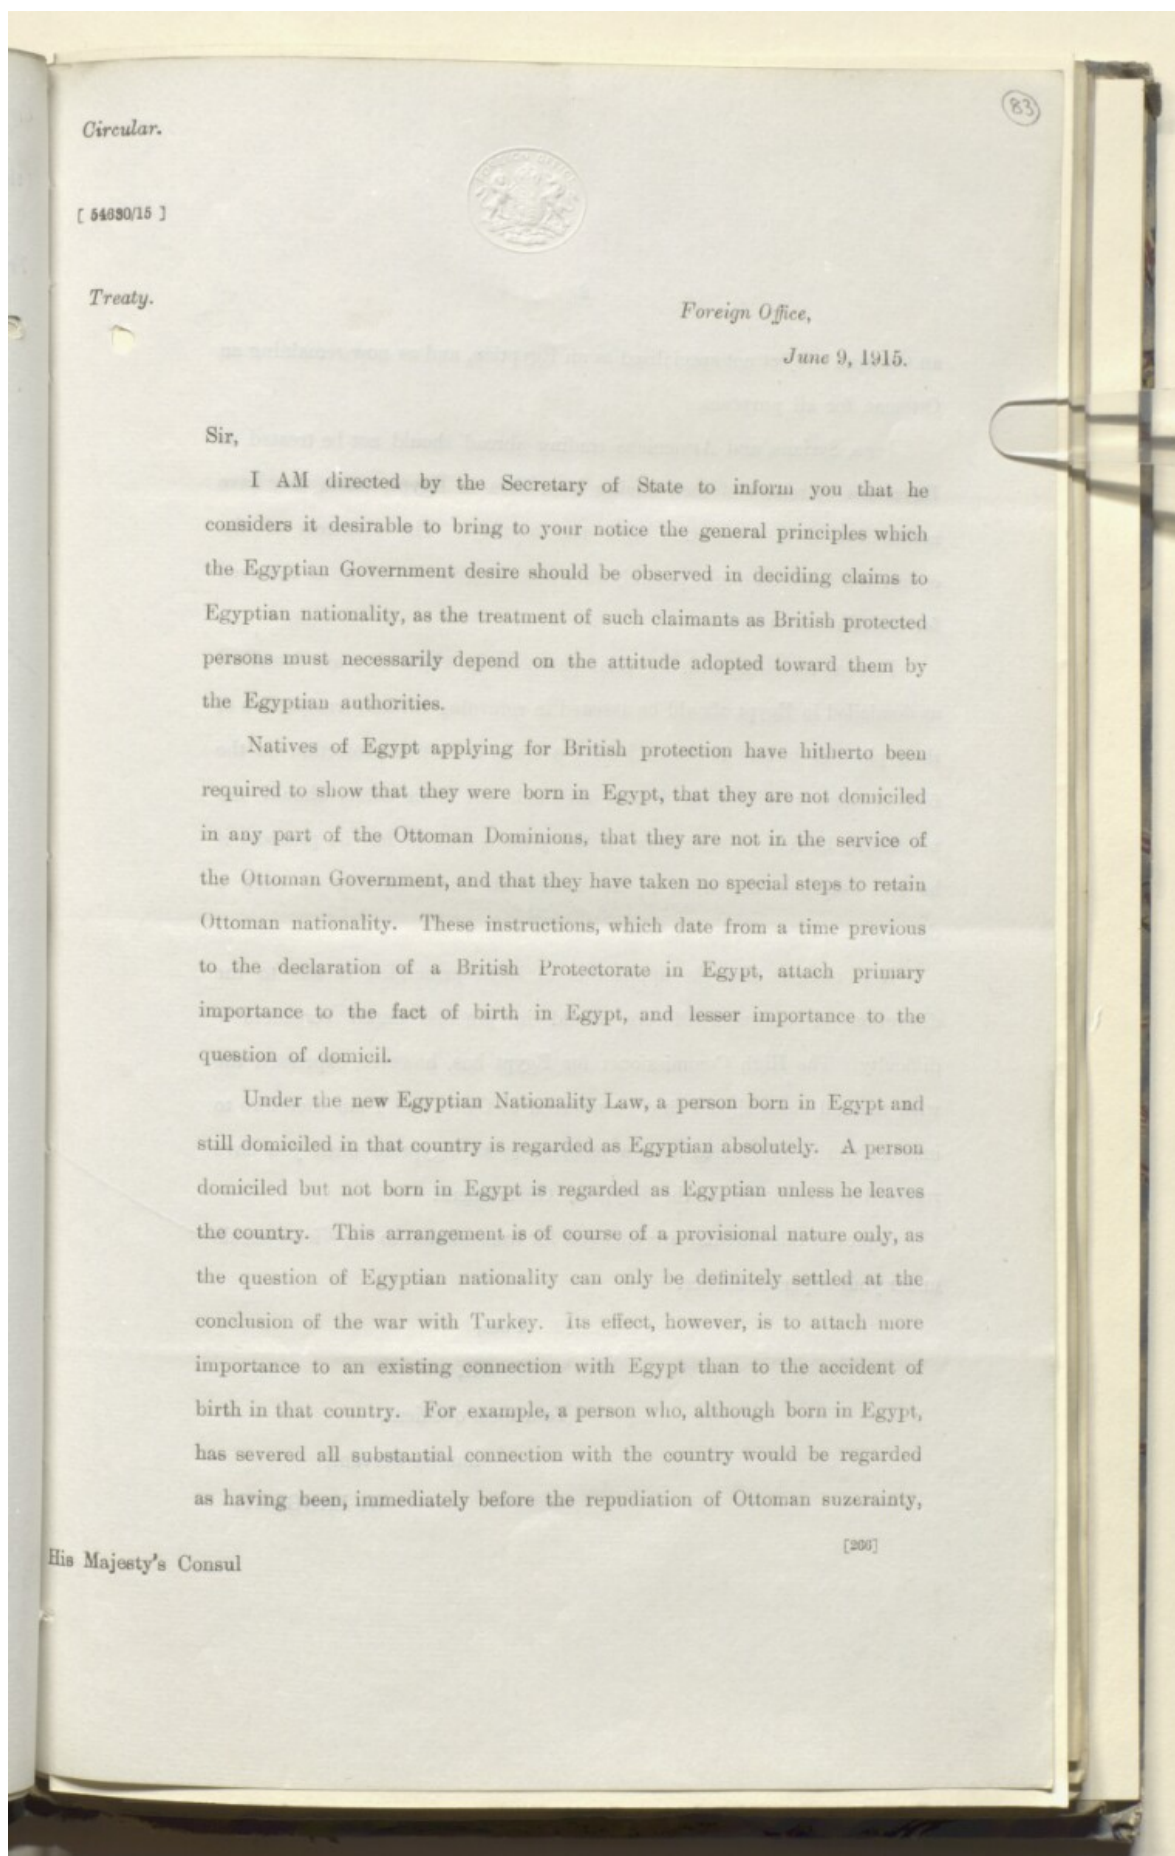 83
Circular.
[ 54680/15 ]
FOREIGN OFFICE
Treaty.
Foreign Office,
June 9, 1915.
Sir,
I AM directed by the Secretary of State to inform you that he
considers it desirable to bring to your notice the general principles which
the Egyptian Government desire should be observed in deciding claims to
Egyptian nationality, as the treatment of such claimants as British protected
persons must necessarily depend on the attitude adopted toward them by
the Egyptian authorities.
Natives of Egypt applying for British protection have hitherto been
required to show that they were born in Egypt, that they are not domiciled
in any part of the Ottoman Dominions, that they are not in the service of
the Ottoman Government, and that they have taken no special steps to retain
Ottoman nationality. These instructions, which date from a time previous
to the declaration of a British Protectorate in Egypt, attach primary
importance to the fact of birth in Egypt, and lesser importance to the
question of domicil.
Under the new Egyptian Nationality Law, a person born in Egypt and
still domiciled in that country is regarded as Egyptian absolutely. A person
domiciled but not born in Egypt is regarded as Egyptian unless he leaves
the country. This arrangement is of course of a provisional nature only, as
the question of Egyptian nationality can only be definitely settled at the
conclusion of the war with Turkey. Its effect, however, is to attach more
importance to an existing connection with Egypt than to the accident of
birth in that country. For example, a person who, although born in Egypt,
has severed all substantial connection with the country would be regarded
as having been, immediately before the repudiation of Ottoman suzerainty,
[266]
His Majesty's Consul